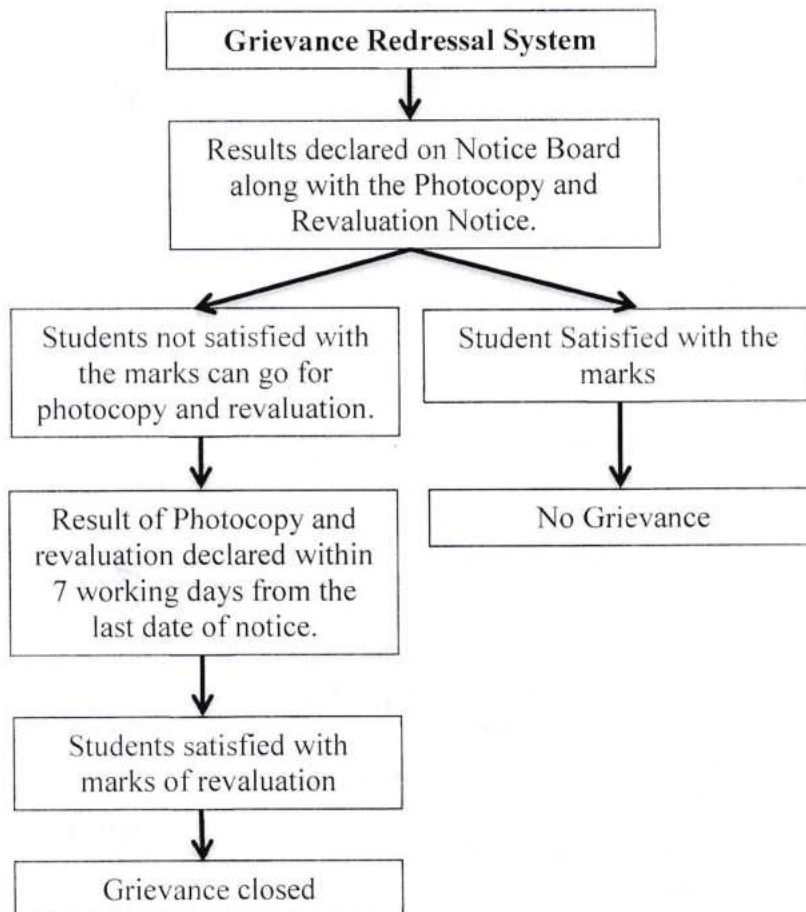 Grievance Redressal System
Results declared on Notice Board
along with the Photocopy and
Revaluation Notice.
Students not satisfied with
the marks can go for
photocopy and revaluation.
Student Satisfied with the
marks
Result of Photocopy and
revaluation declared within
7 working days from the
last date of notice.
No Grievance
Students satisfied with
marks of revaluation
Grievance closed